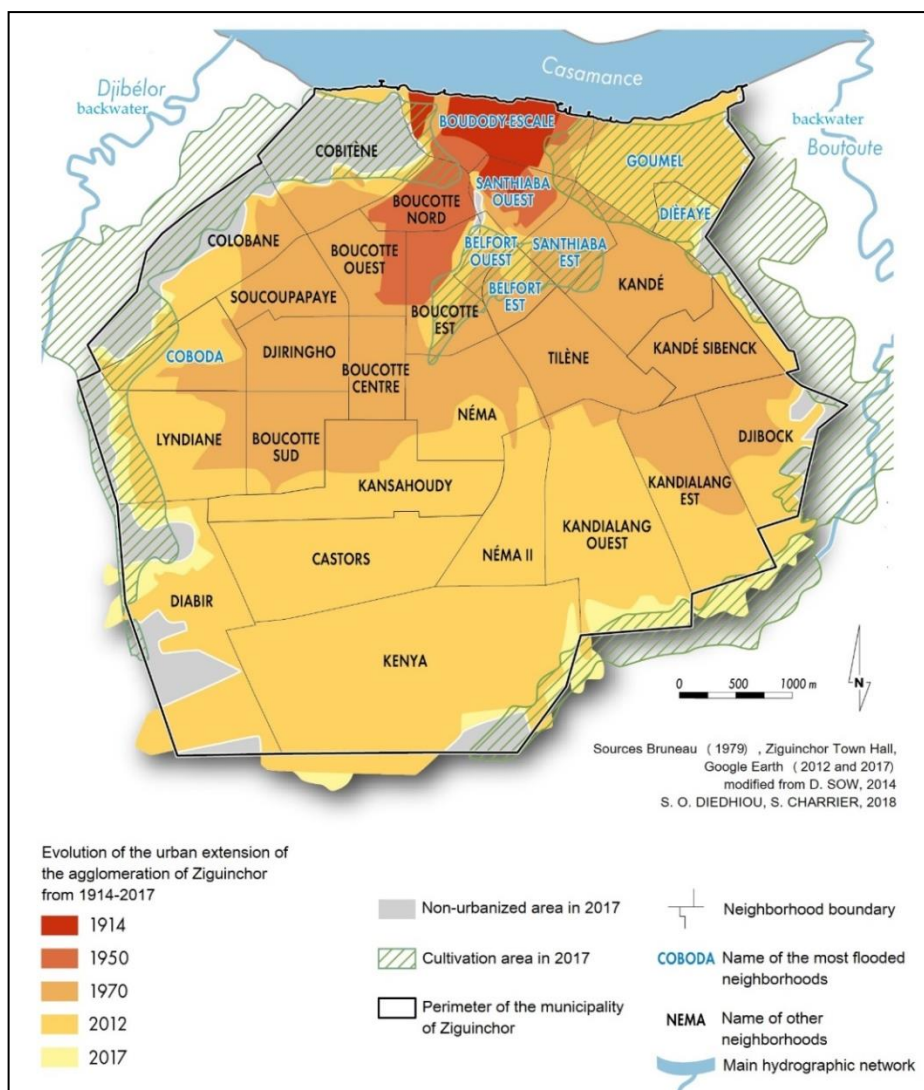 Djibélor
backwater
Casamance
backwater
Boutoute
BOUDODY-ESCALE
COBITÈNE
GOUMEL
SANTHIABA
OUEST
BOUCOTTE
NORD
DIÈFAYE
COLOBANE
BOUCOTTE
OUEST
BELFORT
OUEST
SANTHIABA
EST
BELFORT
EST
KANDÉ
SOUCOUPAPAYE
BOUCOTTE
EST
COBODA
DJIRINGHO
BOUCOTTE
CENTRE
TILÈNE
KANDÉ SIBENCK
NÉMA
LYNDIANE
BOUCOTTE
SUD
DJIBOCK
KANSAHOUDY
KANDIALANG
EST
KANDIALANG
OUEST
CASTORS
NÉMA II
DIABIR
KENYA
N
0 500 1000 m
Sources Bruneau ( 1979) , Ziguinchor Town Hall,
Google Earth ( 2012 and 2017)
modified from D. SOW, 2014
S. O. DIEDHIOU, S. CHARRIER, 2018
Evolution of the urban extension of
the agglomeration of Ziguinchor
from 1914-2017
1914
1950
1970
2012
2017
Non-urbanized area in 2017
Cultivation area in 2017
Perimeter of the municipality
of Ziguinchor
Neighborhood boundary
COBODA Name of the most flooded
neighborhoods
NEMA Name of other
neighborhoods
Main hydrographic network